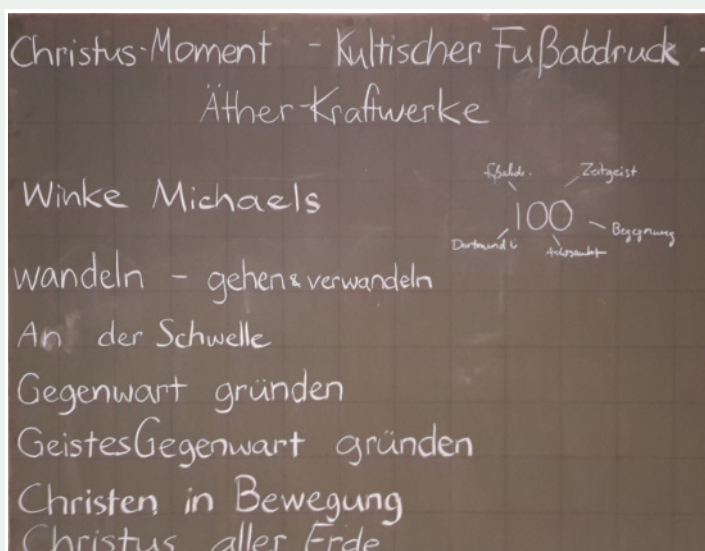 Christus-Moment - Kultischer Fußabdruck -
Äther-Kraftwerke
Winke Michaels
Zeitgeist
100
Begegnung
Dortmund
wandeln - gehen & verwandeln
An der Schwelle
Gegenwart gründen
GeistesGegenwart gründen
Christen in Bewegung
Christus aller Erde